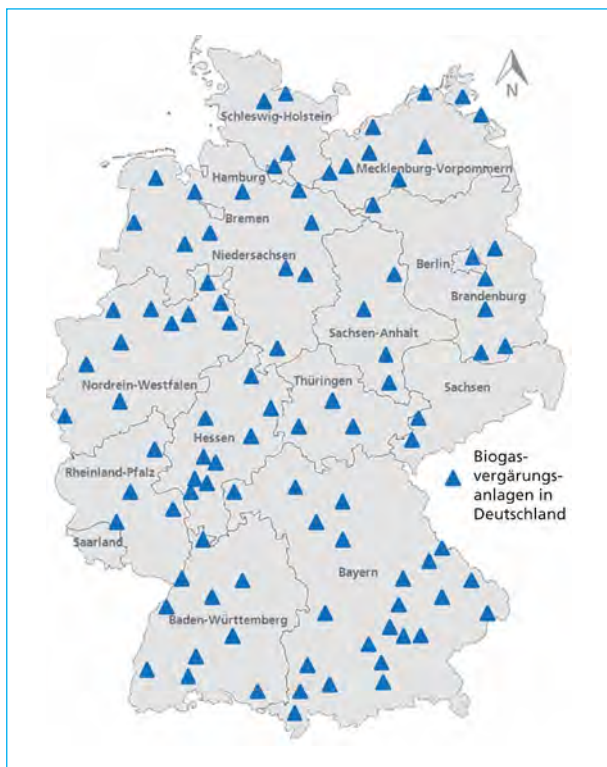 N
Schleswig-Holstein
Mecklenburg-Vorpommern
Hamburg
Bremen
Niedersachsen
Berlin
Brandenburg
Sachsen-Anhalt
Nordrein-Westfalen
Thüringen
Sachsen
Hessen
Rheinland-Pfalz
Biogas-
vergärungs-
anlagen in
Deutschland
Saarland
Bayern
Baden-Württemberg